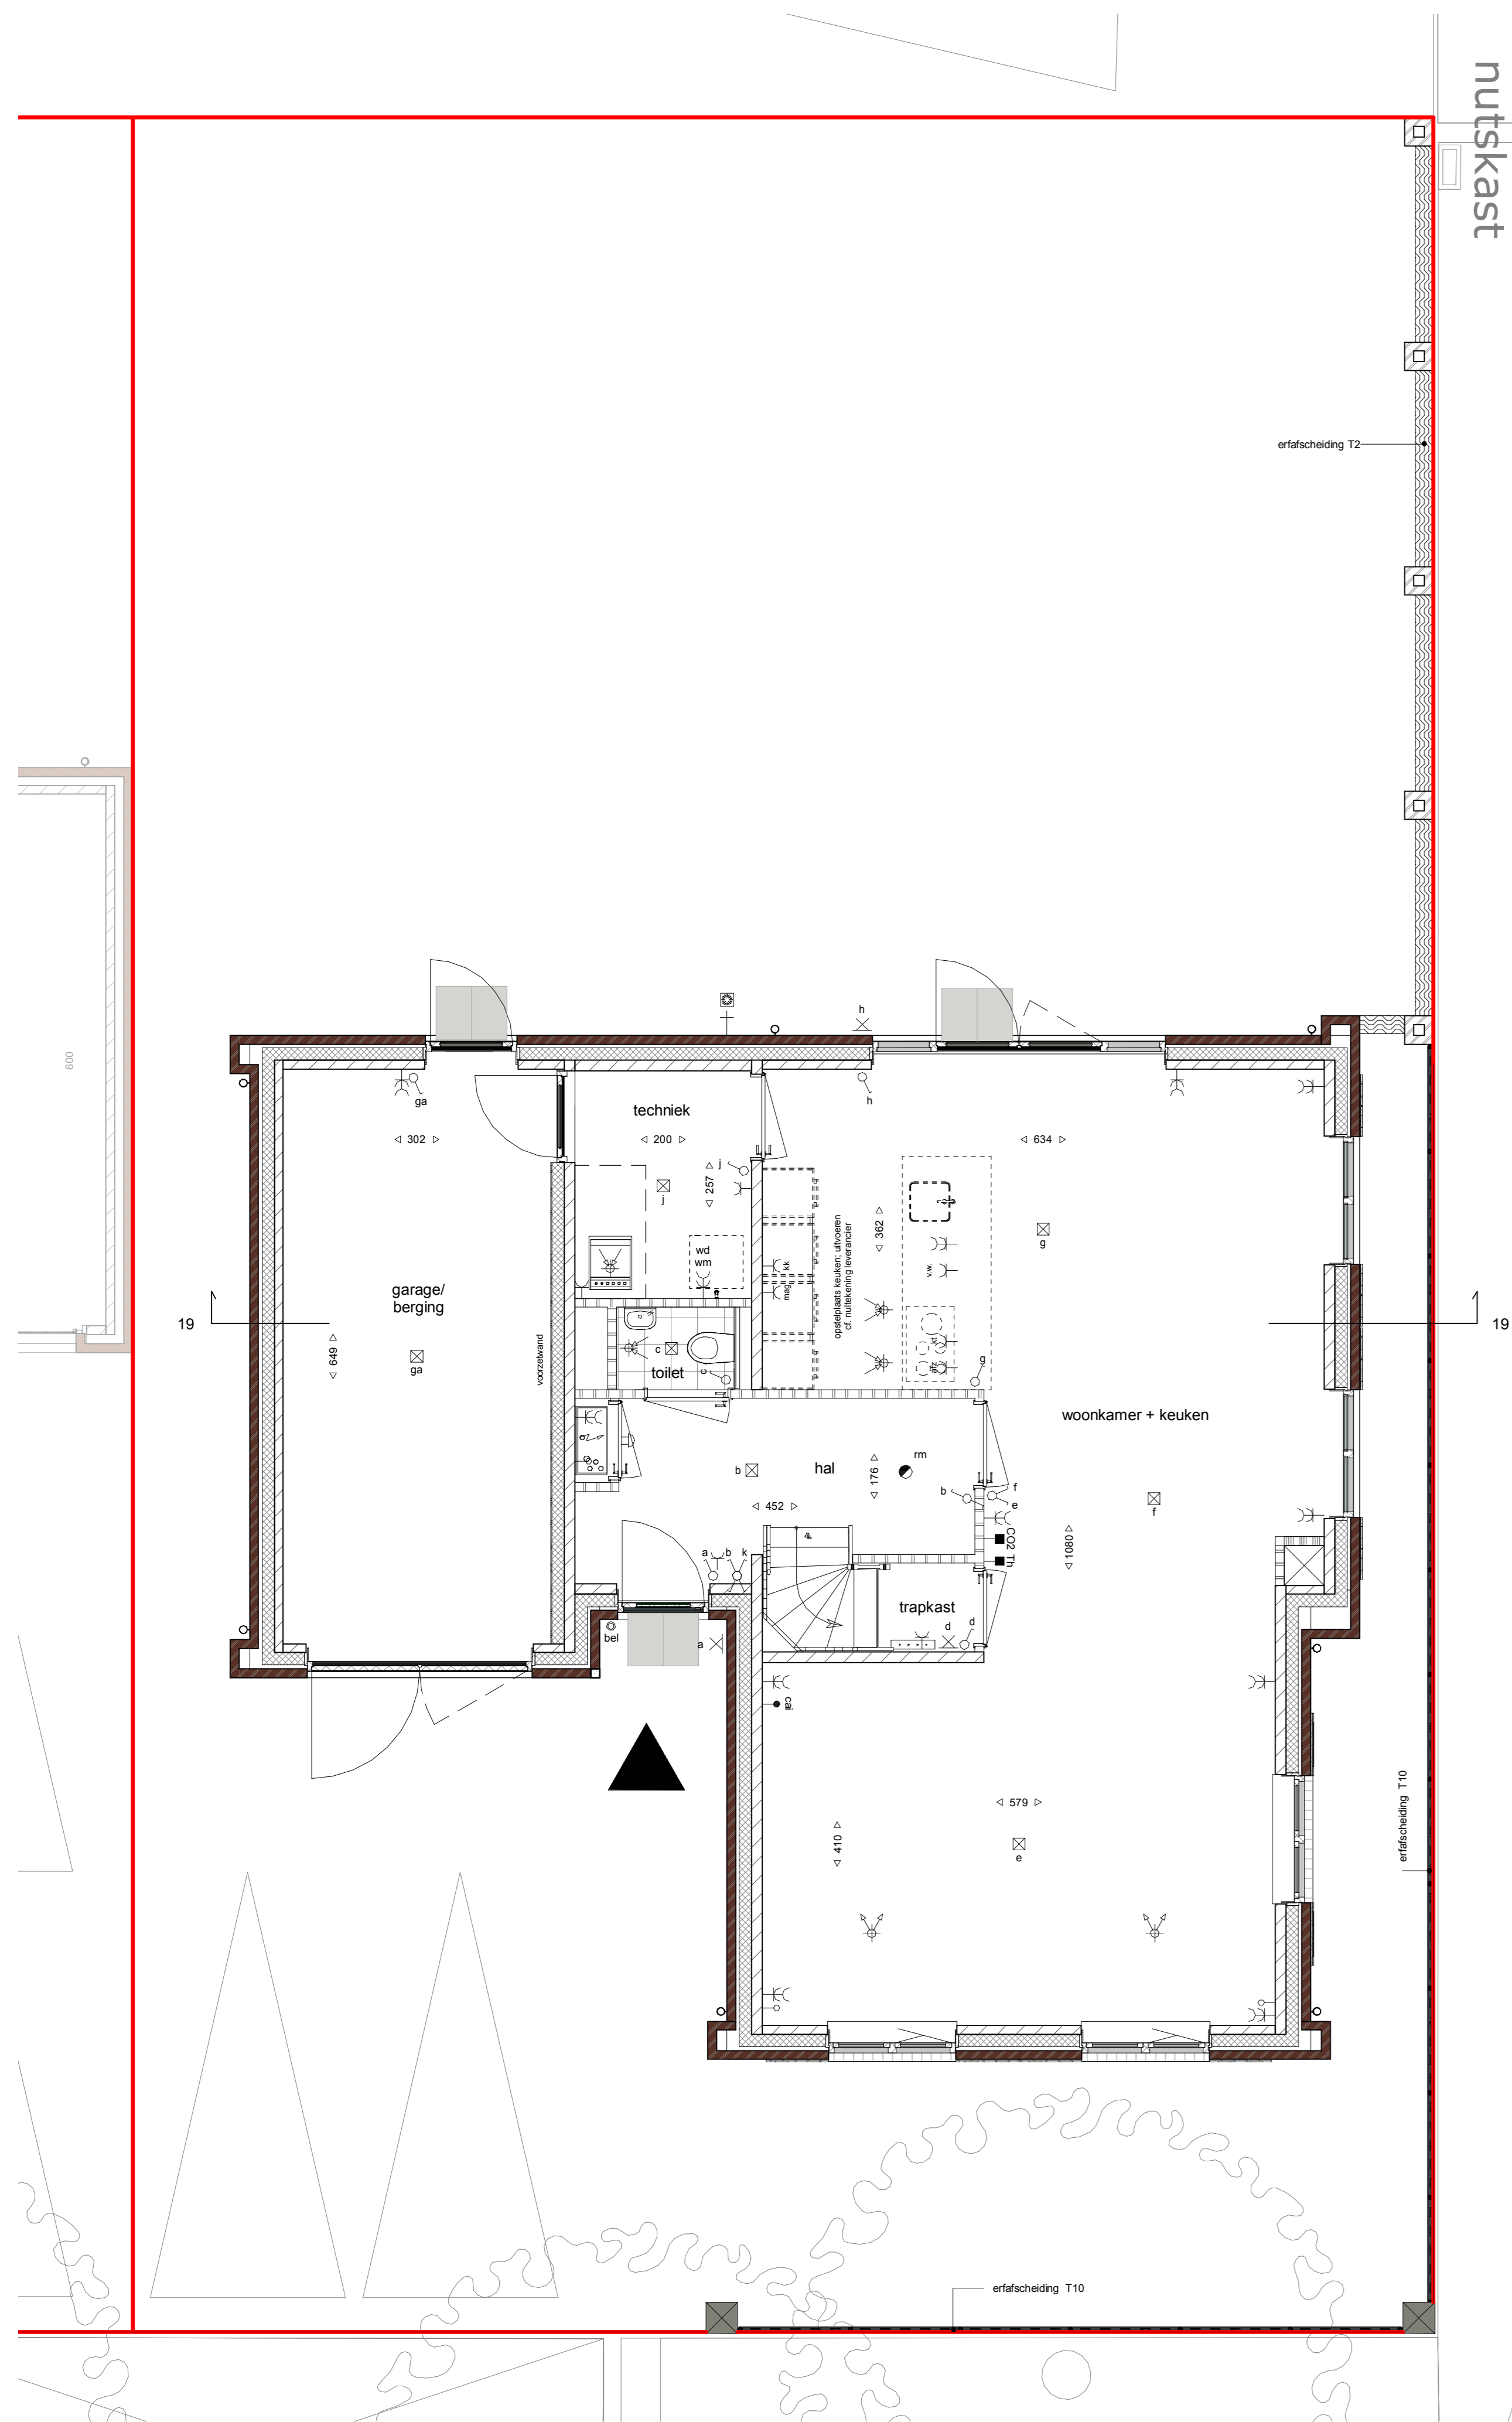 nutskast
erfafscheiding T2
600
h
ga
h
techniek
302
200
634
j
257
j
362
g
wd
wm
kk
mag
v.w.
opstelplaats keuken; uitvoeren
cf. nultekening leverancier
garage/
berging
19
19
649
voorzetwand
ga
c
toilet
c
kt
g
woonkamer + keuken
hal
b
176
rm
b
f
e
f
452
CO2
Th
1080
a
b
k
trapkast
d
d
bel
a
cai
579
410
e
erfafscheiding T10
erfafscheiding T10